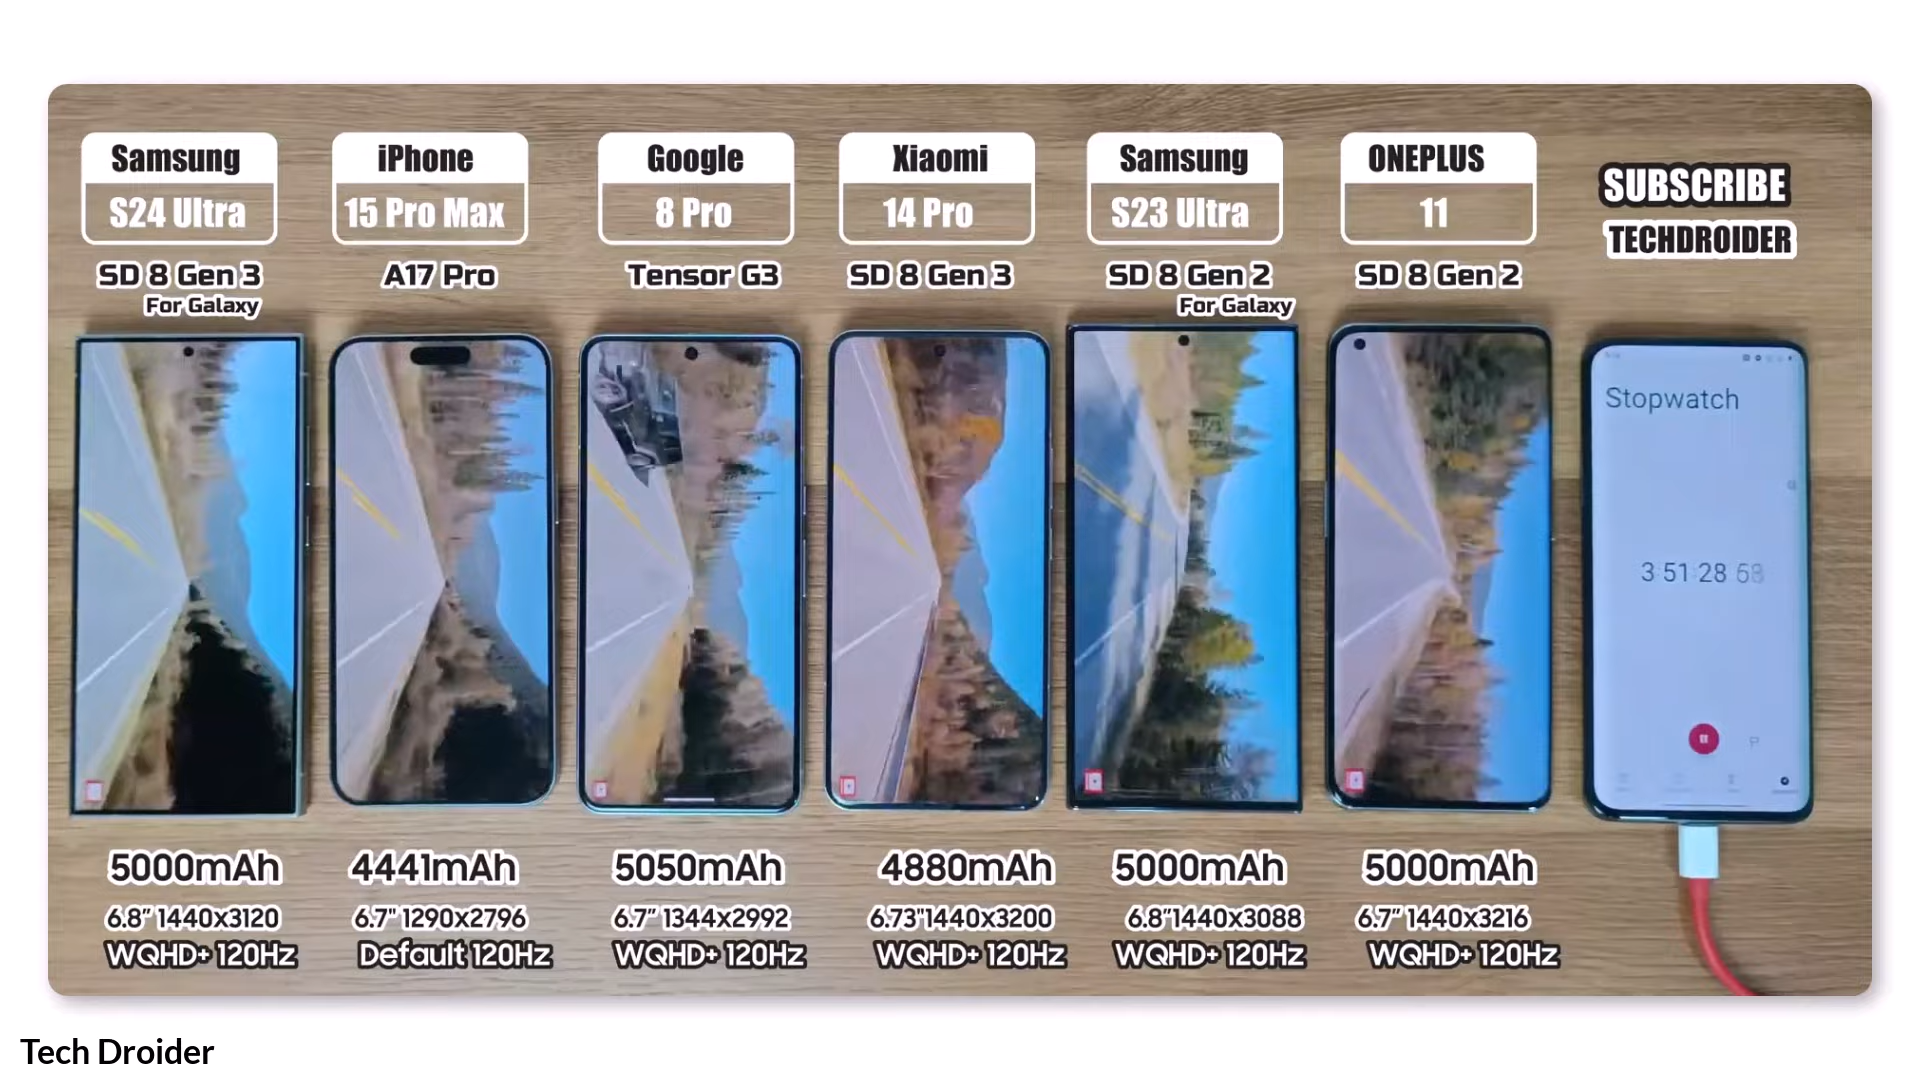 Samsung
S24 Ultra
SD 8 Gen 3
For Galaxy
iPhone
15 Pro Max
A17 Pro
Google
8 Pro
Tensor G3
Xiaomi
14 Pro
SD 8 Gen 3
Samsung
S23 Ultra
SD 8 Gen 2
For Galaxy
ONEPLUS
11
SD 8 Gen 2
SUBSCRIBE
TECHDROIDER
Stopwatch
3 51 28 68
5000mAh
6.8" 1440x3120
WQHD+ 120Hz
4441mAh
6.7" 1290x2796
Default 120Hz
5050mAh
6.7" 1344x2992
WQHD+ 120Hz
4880mAh
6.73"1440x3200
WQHD+ 120Hz
5000mAh
6.8"1440x3088
WQHD+ 120Hz
5000mAh
6.7" 1440x3216
WQHD+ 120Hz
Tech Droider